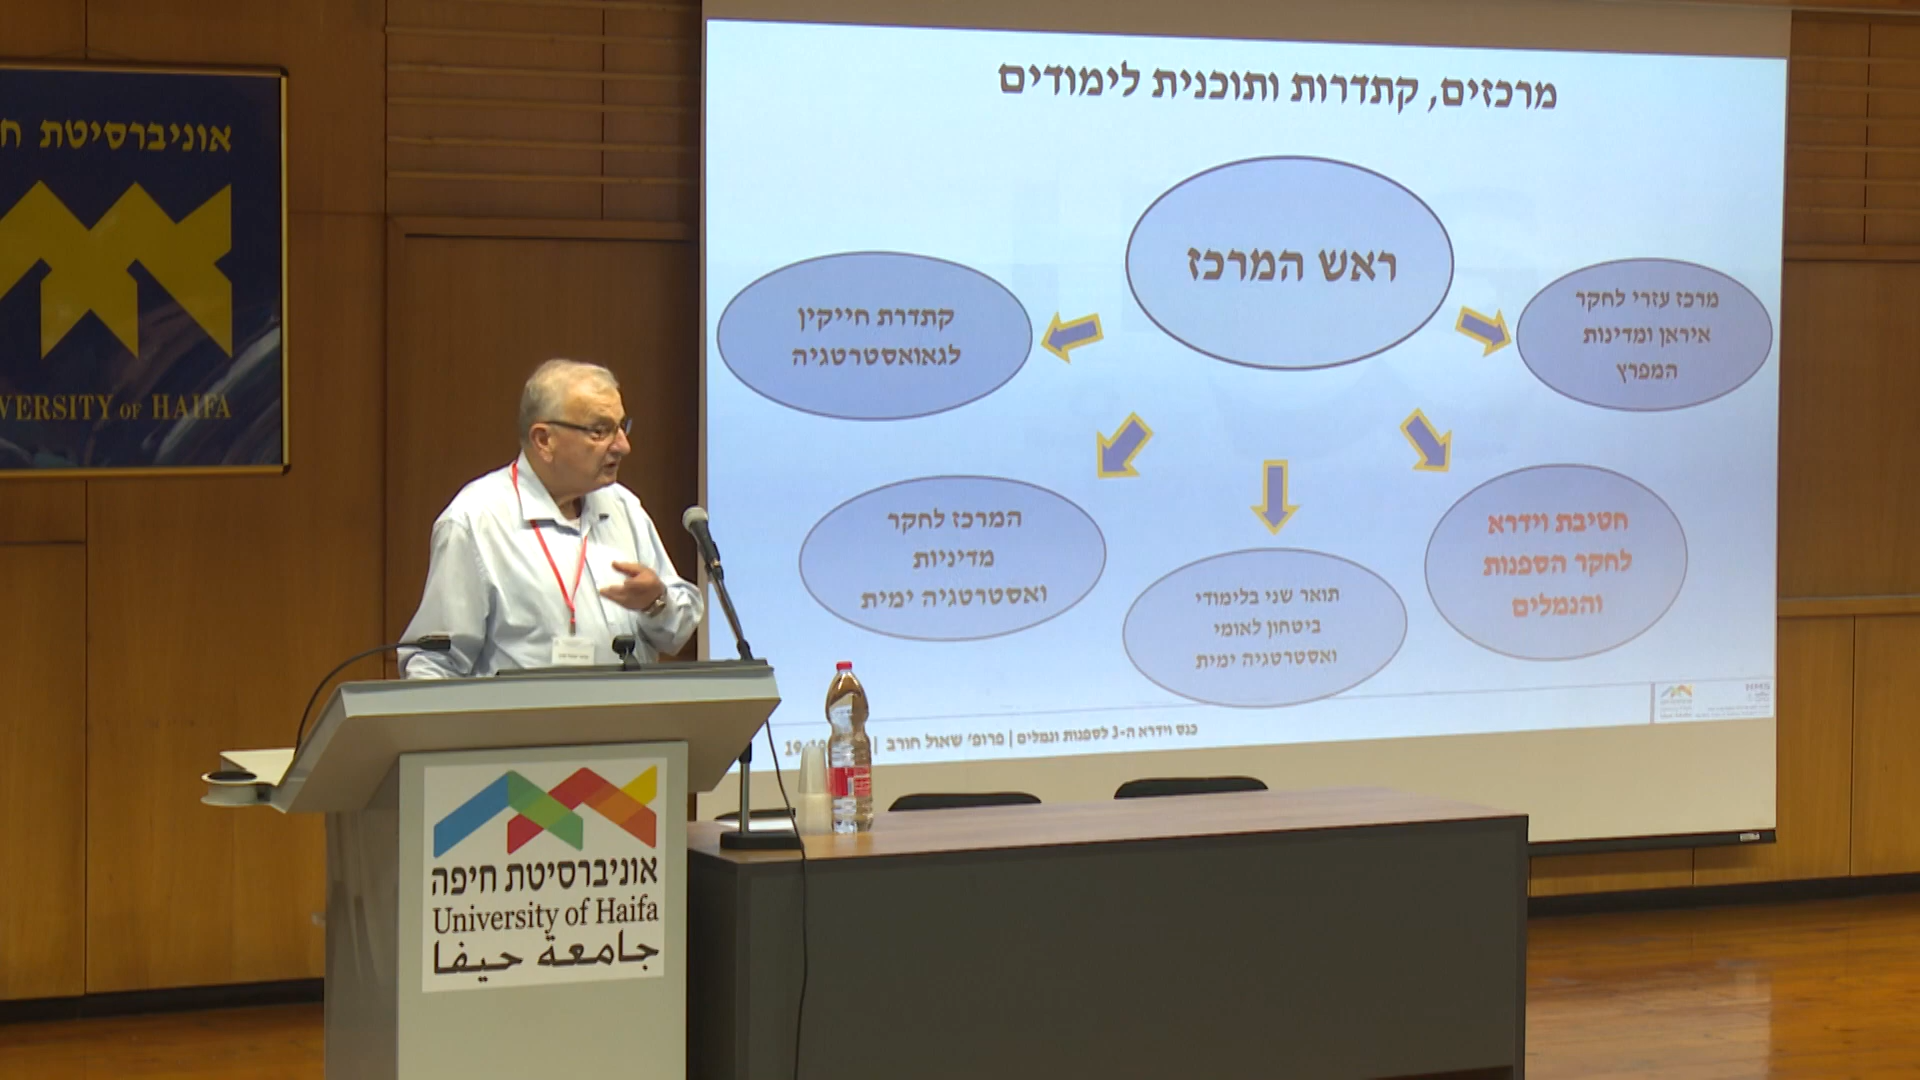 אוניברסיטת ח
VERSITY OF HAIFA
מרכזים, קתדרות ותוכנית לימודים
ראש המרכז
מרכז עזרי לחקר
איראן ומדינות
המפרץ
קתדרת חייקין
לגאואסטרטגיה
חטיבת וידרא
לחקר הספנות
והנמלים
המרכז לחקר
מדיניות
ואסטרטגיה ימית
תואר שני בלימודי
ביטחון לאומי
ואסטרטגיה ימית
כנס וידרא ה-3 לספנות ונמלים | פרופ׳ שאול חורב |
אוניברסיטת חיפה
University of Haifa
جامعة حيفا